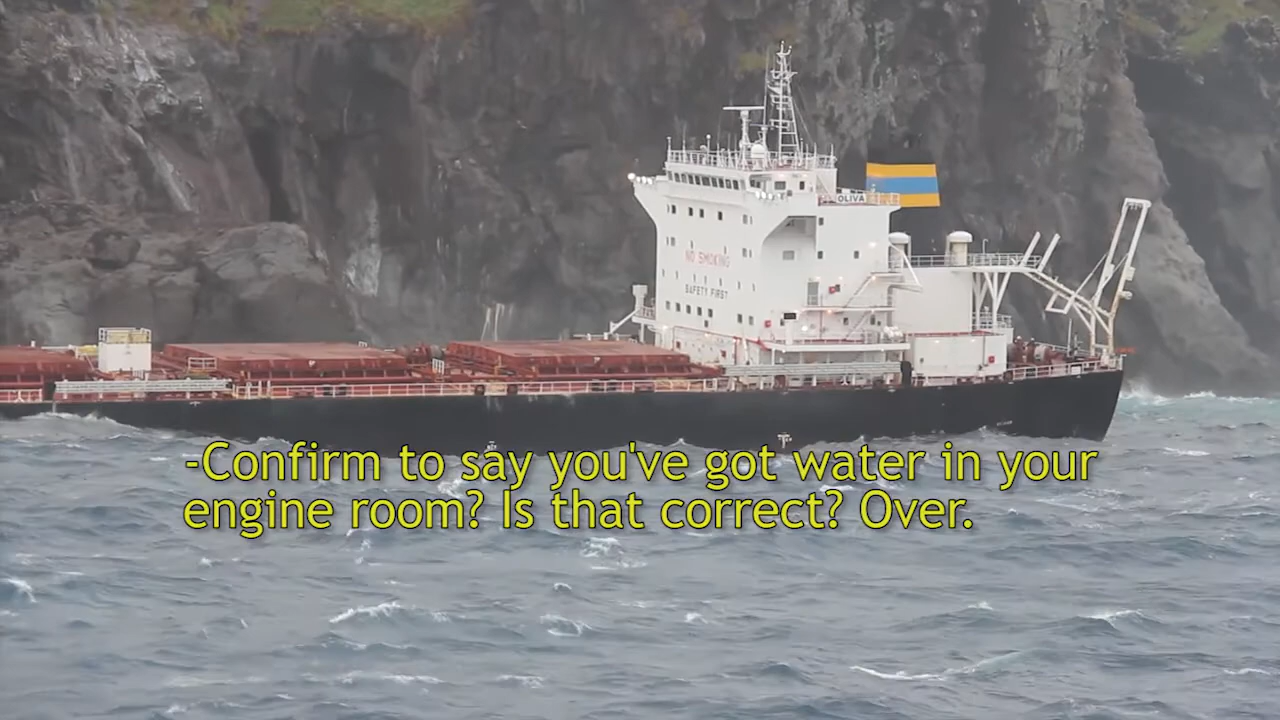 OLIVA
NO SMOKING
SAFETY FIRST
-Confirm to say you've got water in your
engine room? Is that correct? Over.